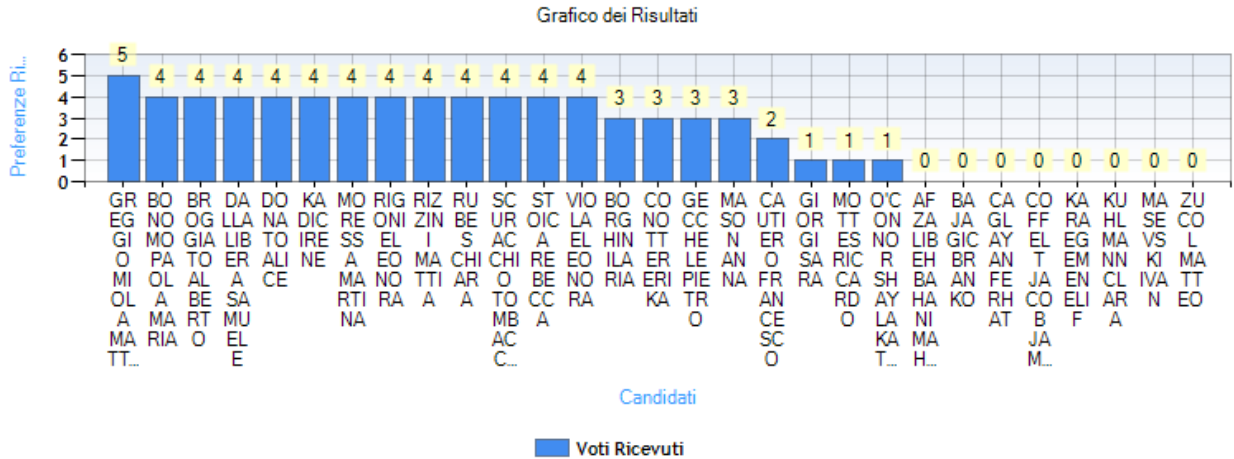 Grafico dei Risultati
Preferenze Ri...
6
5
4
3
2
1
0
5 4 4 4 4 4 4 4 4 4 4 4 4 3 3 3 3 2 1 1 1 0 0 0 0 0 0 0 0
GREGGIO MIOLA MATT...
BONOMO PAOLA MARIA
BROGGIATO ALBERTO
DALLA LIBERA SAMUELE
DONATO ALICE
KADIC IRENE
MORESSA MARTINA
RIGONI ELEONORA
RIZZINI MATTIA
RUBES CHIARA
SCURACCHIO TOMBACC...
STOICA REBECCA
VIOLA ELEONORA
BORGHIN ILARIA
CONOTTER ERIKA
GECCHELE PIETRO
MASON ANNA
CAUTIERO FRANCESCO
GIORGI SARA
MOTTES RICCARDO
O'CONNOR SHAYLA KAT...
AFZALI BEHBAHANI MAH...
BAJAGIC BRANKO
CAGLAYAN FERHAT
COFFELT JACOB JAM...
KARAEGEMEN ELIF
KUHLMANN CLARA
MASEVSKI IVAN
ZUCOL MATTEO
Candidati
Voti Ricevuti